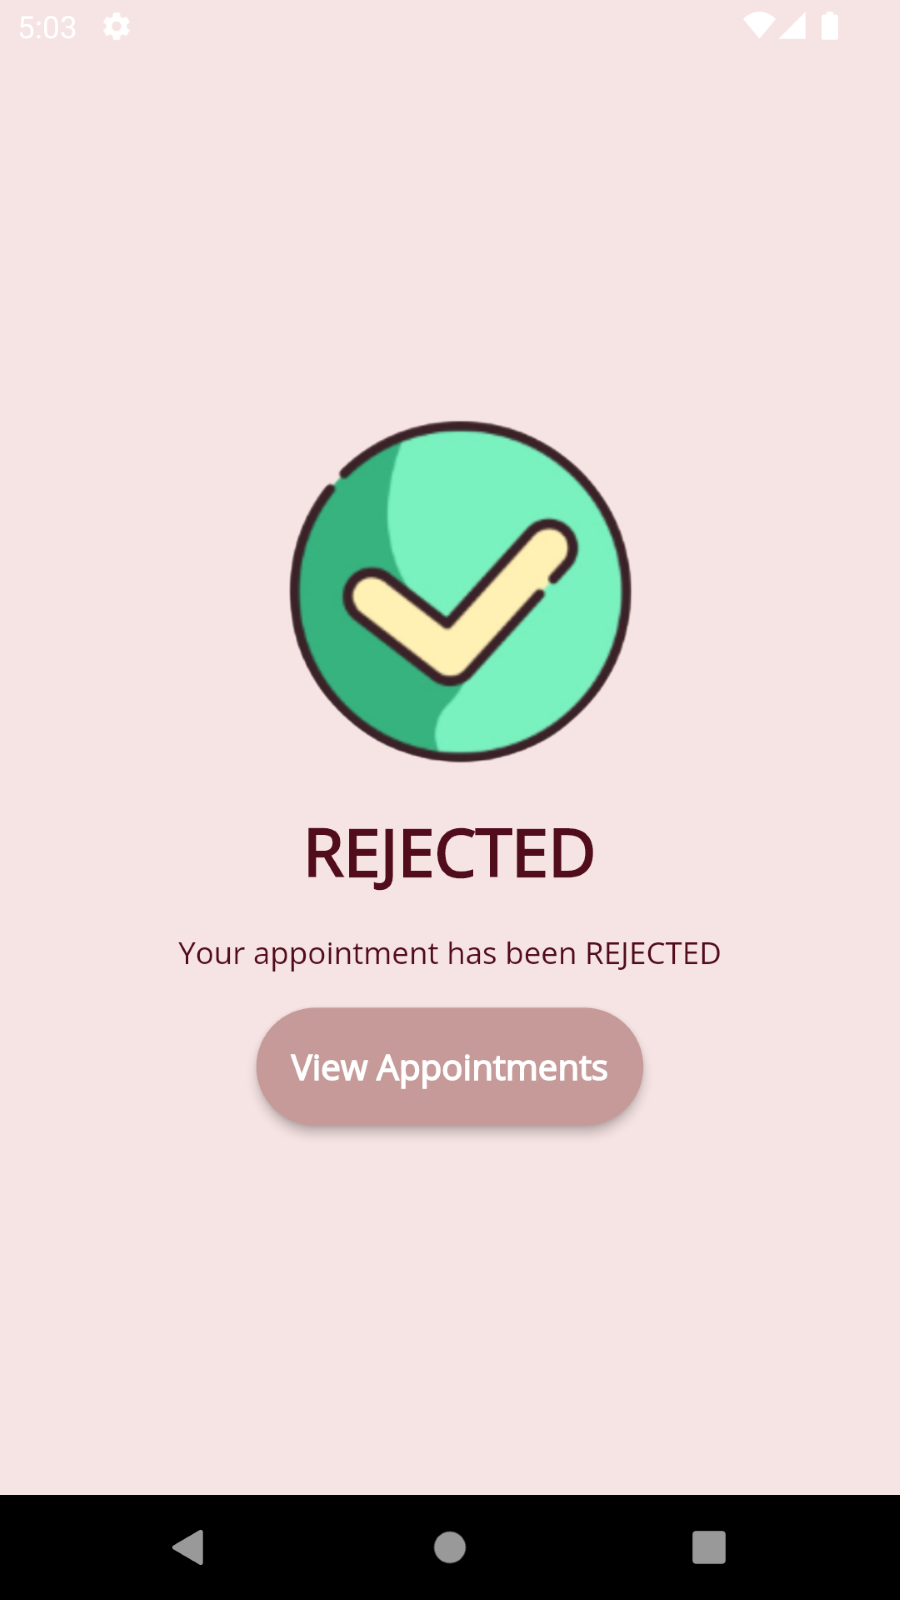 5:03
REJECTED
Your appointment has been REJECTED
View Appointments